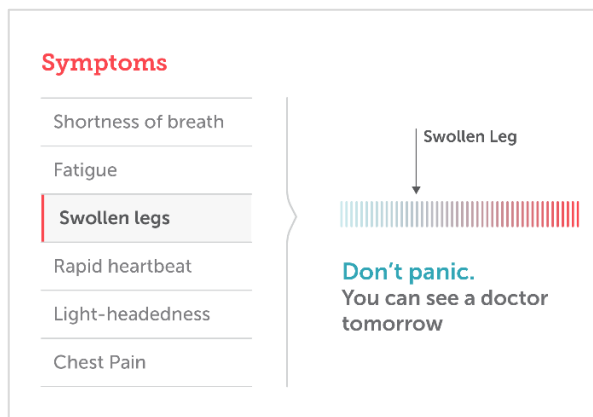 Symptoms
Shortness of breath
Fatigue
Swollen legs
Rapid heartbeat
Light-headedness
Chest Pain
Swollen Leg
Don't panic.
You can see a doctor
tomorrow